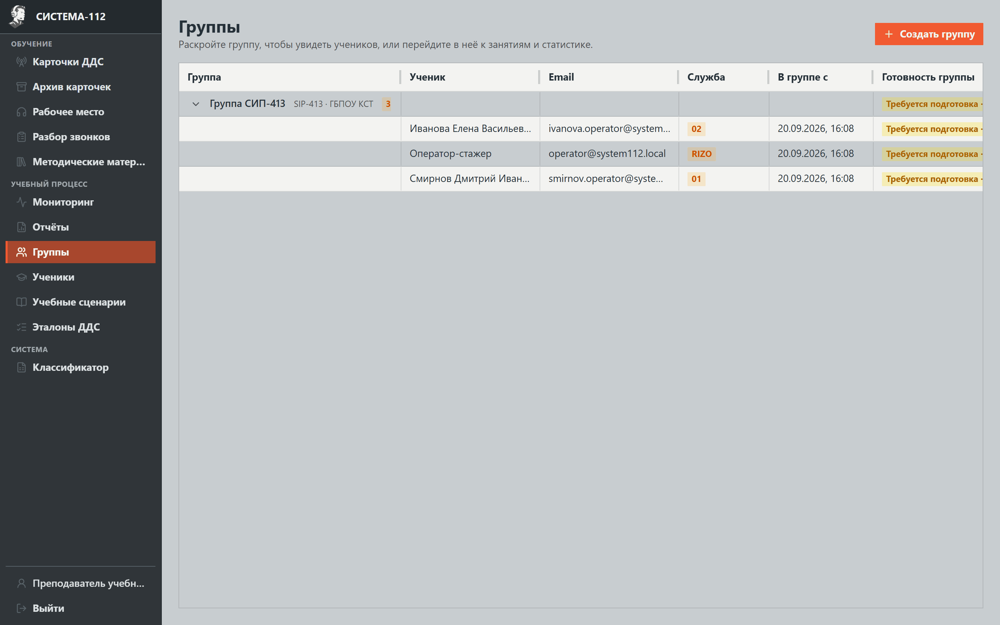 СИСТЕМА-112
ОБУЧЕНИЕ
Карточки ДДС
Архив карточек
Рабочее место
Разбор звонков
Методические матер...
УЧЕБНЫЙ ПРОЦЕСС
Мониторинг
Отчёты
Группы
Ученики
Учебные сценарии
Эталоны ДДС
СИСТЕМА
Классификатор
Преподаватель учебн...
Выйти
Группы
Раскройте группу, чтобы увидеть учеников, или перейдите в неё к занятиям и статистике.
+ Создать группу
Группа Ученик Email Служба В группе с Готовность группы
Группа СИП-413 SIP-413 · ГБПОУ КСТ 3 Требуется подготовка ·
Иванова Елена Васильев... ivanova.operator@system... 02 20.09.2026, 16:08 Требуется подготовка ·
Оператор-стажер operator@system112.local RIZO 20.09.2026, 16:08 Требуется подготовка ·
Смирнов Дмитрий Иван... smirnov.operator@syste... 01 20.09.2026, 16:08 Требуется подготовка ·